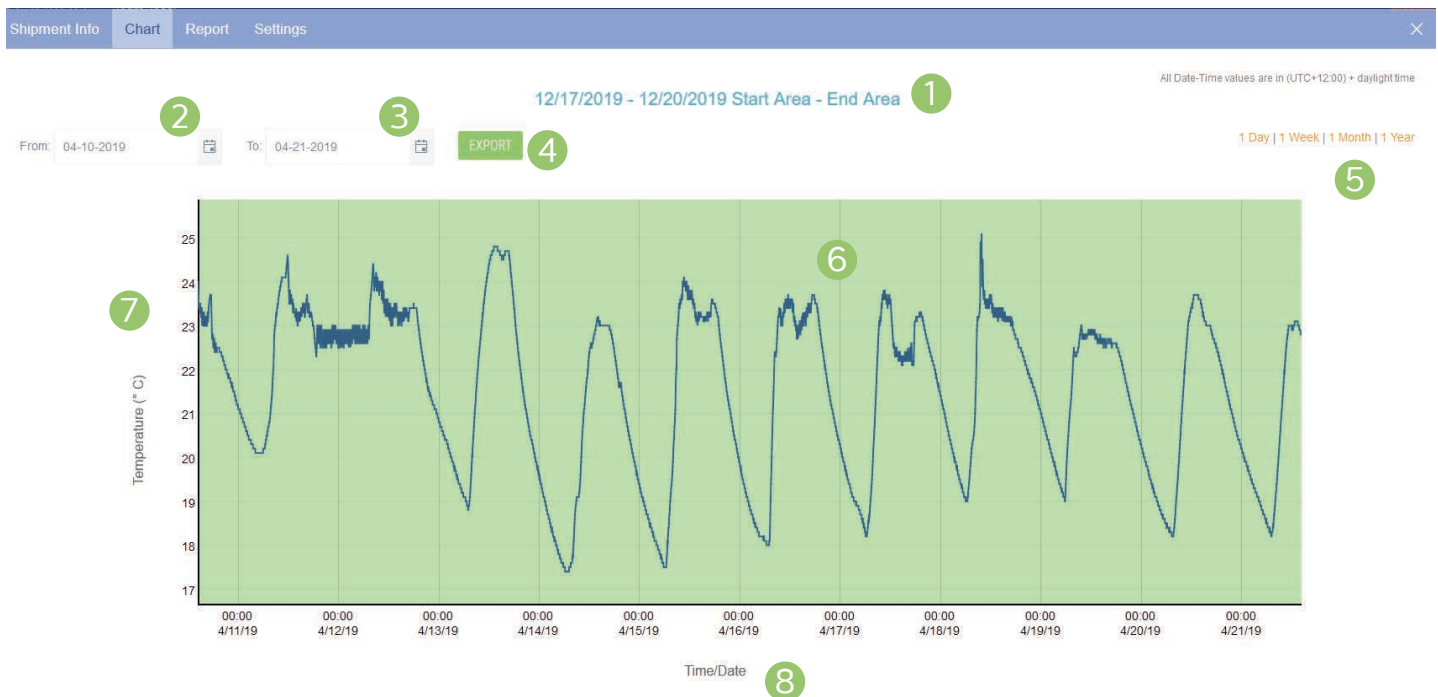 Shipment Info Chart Report Settings ×
All Date-Time values are in (UTC+12:00) + daylight time
12/17/2019 - 12/20/2019 Start Area - End Area 1
2
3
From: 04-10-2019 To: 04-21-2019 EXPORT 4
1 Day | 1 Week | 1 Month | 1 Year
5
25
6
24
7
23
22
21
20
19
18
17
Temperature (° C)
00:00 00:00 00:00 00:00 00:00 00:00 00:00 00:00 00:00 00:00 00:00
4/11/19 4/12/19 4/13/19 4/14/19 4/15/19 4/16/19 4/17/19 4/18/19 4/19/19 4/20/19 4/21/19
Time/Date 8